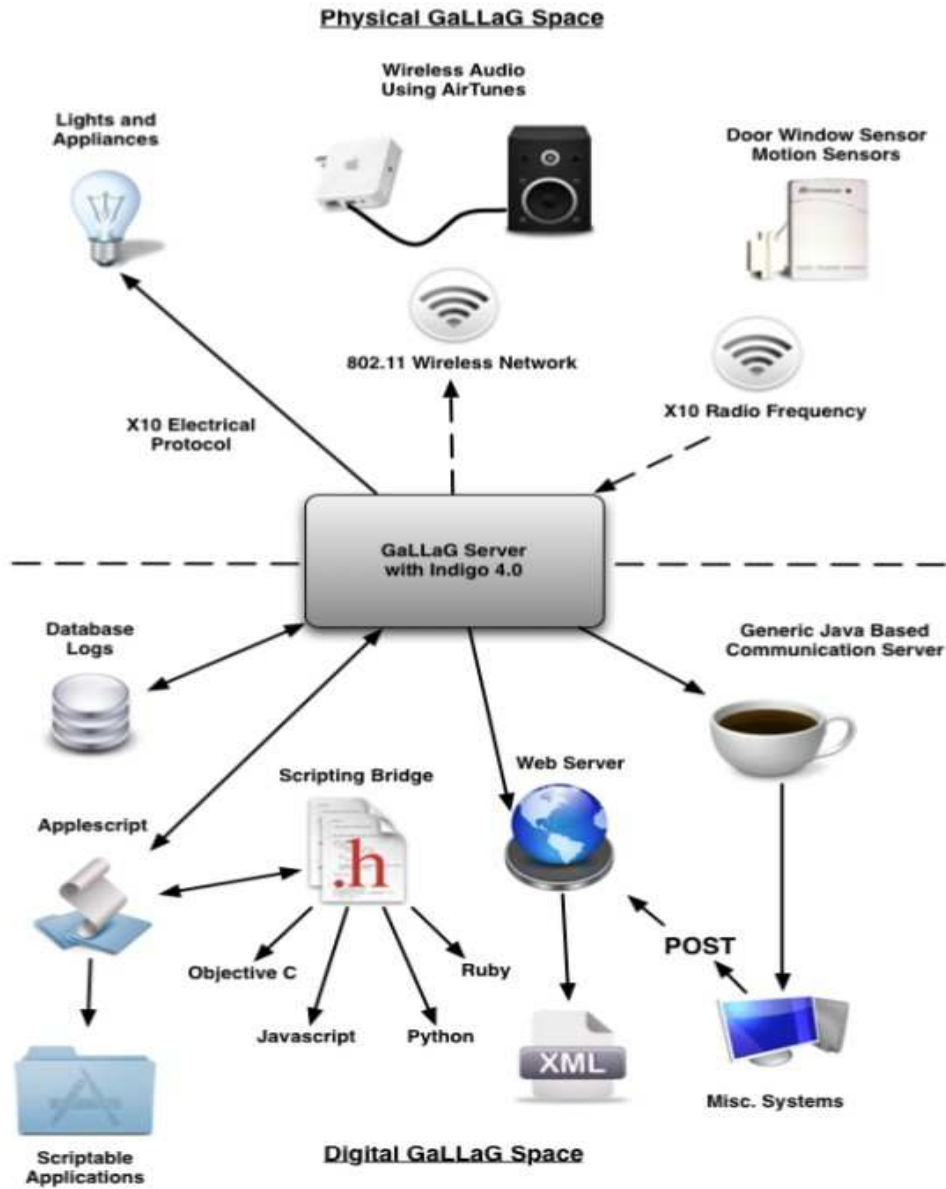 Physical GaLLaG Space
Wireless Audio
Using AirTunes
Lights and
Appliances
Door Window Sensor
Motion Sensors
802.11 Wireless Network
X10 Radio Frequency
X10 Electrical
Protocol
GaLLaG Server
with Indigo 4.0
Database
Logs
Generic Java Based
Communication Server
Web Server
Scripting Bridge
Applescript
.h
POST
Objective C
Ruby
Javascript
Python
XML
Misc. Systems
Scriptable
Applications
Digital GaLLaG Space